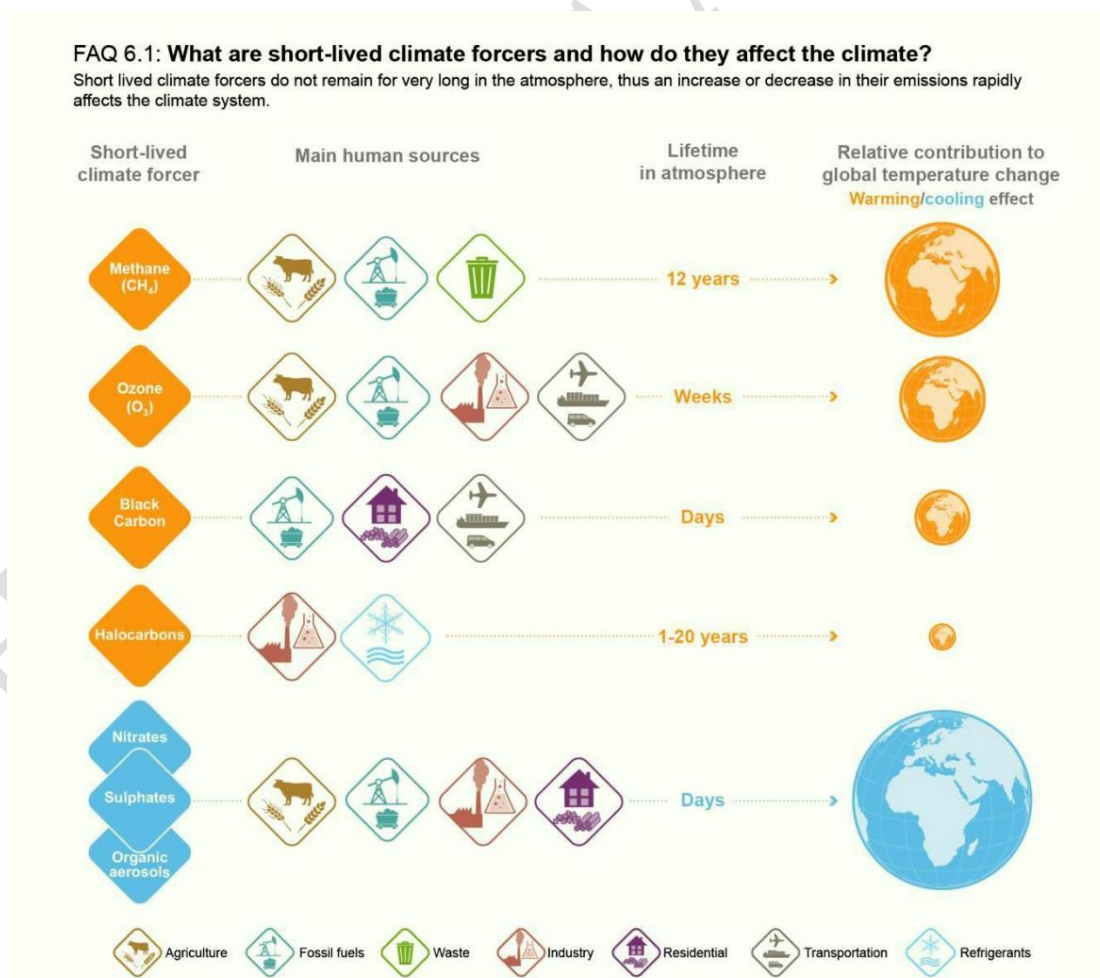 FAQ 6.1: What are short-lived climate forcers and how do they affect the climate?
Short lived climate forcers do not remain for very long in the atmosphere, thus an increase or decrease in their emissions rapidly
affects the climate system.
Short-lived
climate forcer
Main human sources
Lifetime
in atmosphere
Relative contribution to
global temperature change
Warming/cooling effect
Methane
(CH₄)
12 years
Ozone
(O₃)
Weeks
Black
Carbon
Days
Halocarbons
1-20 years
Nitrates
Sulphates
Organic
aerosols
Days
Agriculture
Fossil fuels
Waste
Industry
Residential
Transportation
Refrigerants